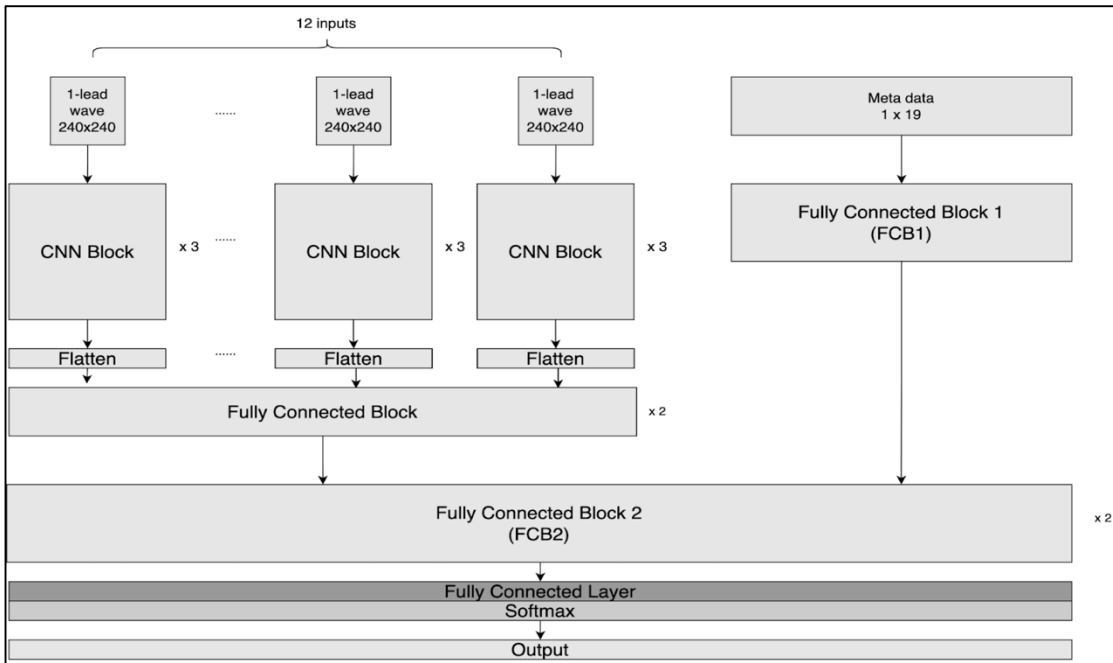 12 inputs
1-lead
wave
240x240
......
1-lead
wave
240x240
1-lead
wave
240x240
Meta data
1 x 19
CNN Block
x 3
......
CNN Block
x 3
CNN Block
x 3
Fully Connected Block 1
(FCB1)
Flatten
......
Flatten
Flatten
Fully Connected Block
x 2
Fully Connected Block 2
(FCB2)
x 2
Fully Connected Layer
Softmax
Output